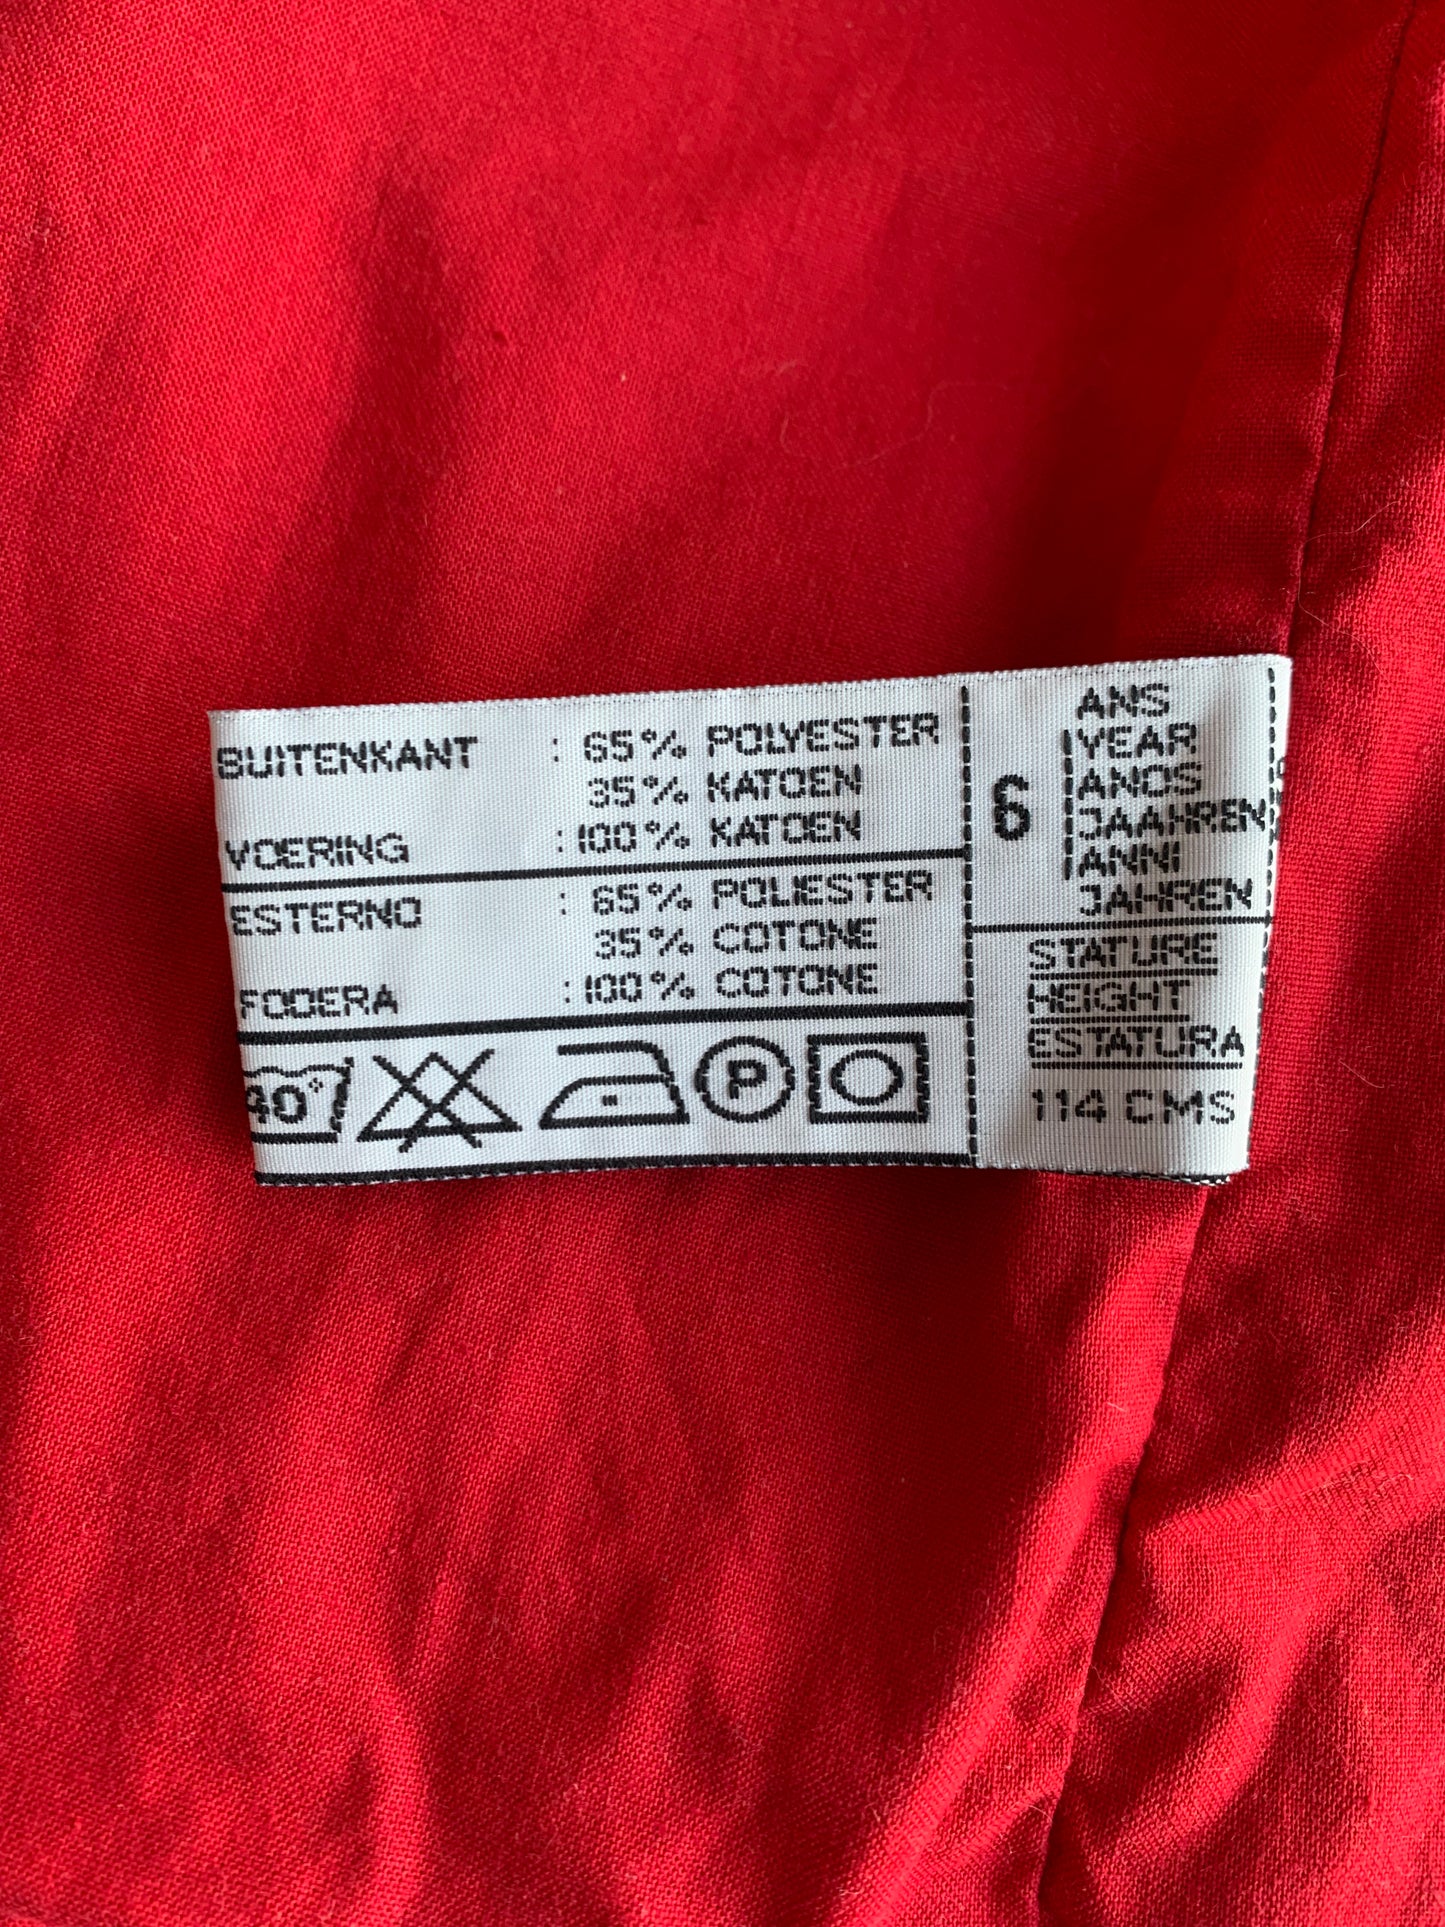 BUITENKANT : 65% POLYESTER
35% KATOEN
VOERING : 100% KATOEN
ESTERNO : 65% POLIESTER
35% COTONE
FODERA : 100% COTONE
40°
P
6
ANS
YEAR
ANOS
JAAHREN
ANNI
JAHREN
STATURE
HEIGHT
ESTATURA
114 CMS